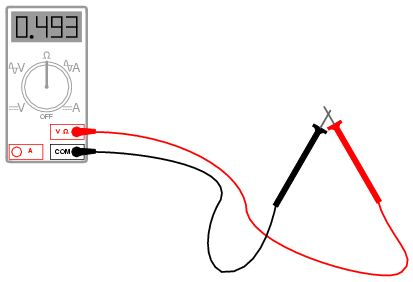 0.493
Ω
V A
V A
OFF
V Ω
A COM